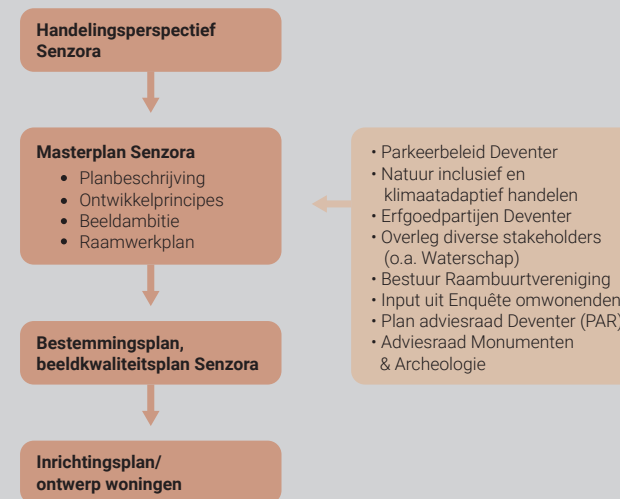 Handelingsperspectief
Senzora
Masterplan Senzora
• Planbeschrijving
• Ontwikkelprincipes
• Beeldambitie
• Raamwerkplan
Bestemmingsplan,
beeldkwaliteitsplan Senzora
Inrichtingsplan/
ontwerp woningen
• Parkeerbeleid Deventer
• Natuur inclusief en
klimaatadaptief handelen
• Erfgoedpartijen Deventer
• Overleg diverse stakeholders
(o.a. Waterschap)
• Bestuur Raambuurtvereniging
• Input uit Enquête omwonenden
• Plan adviesraad Deventer (PAR)
• Adviesraad Monumenten
& Archeologie